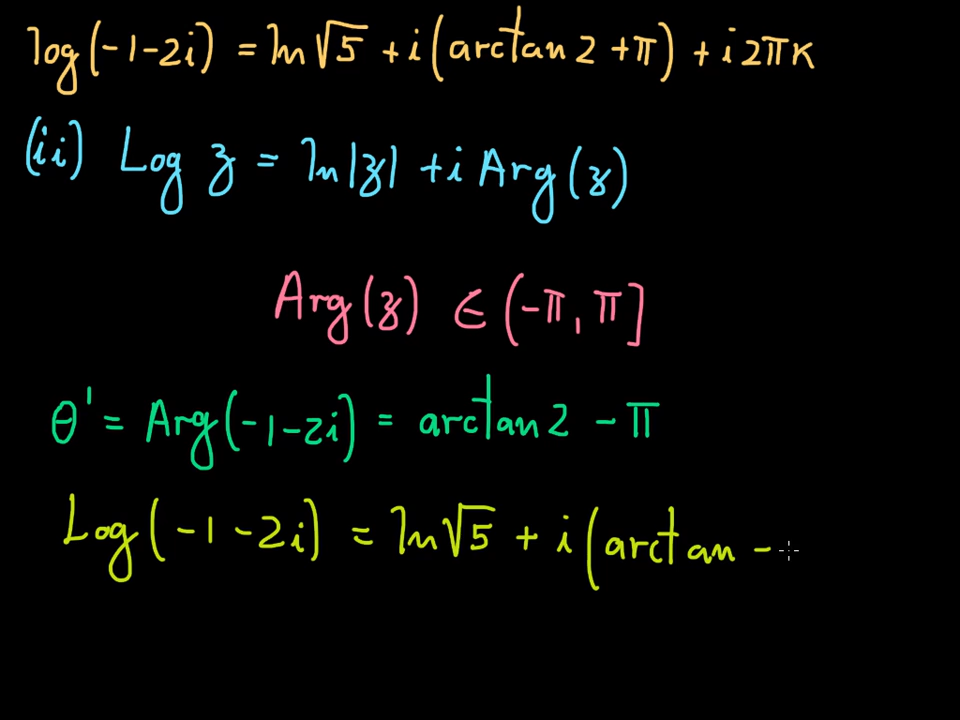 log(-1-2i) = ln√5 + i(arctan 2 + π) + i2πk
(ii) Log z = ln|z| + i Arg(z)
Arg(z) ∈ (-π, π]
θ' = Arg(-1-2i) = arctan 2 - π
Log(-1-2i) = ln√5 + i(arctan -